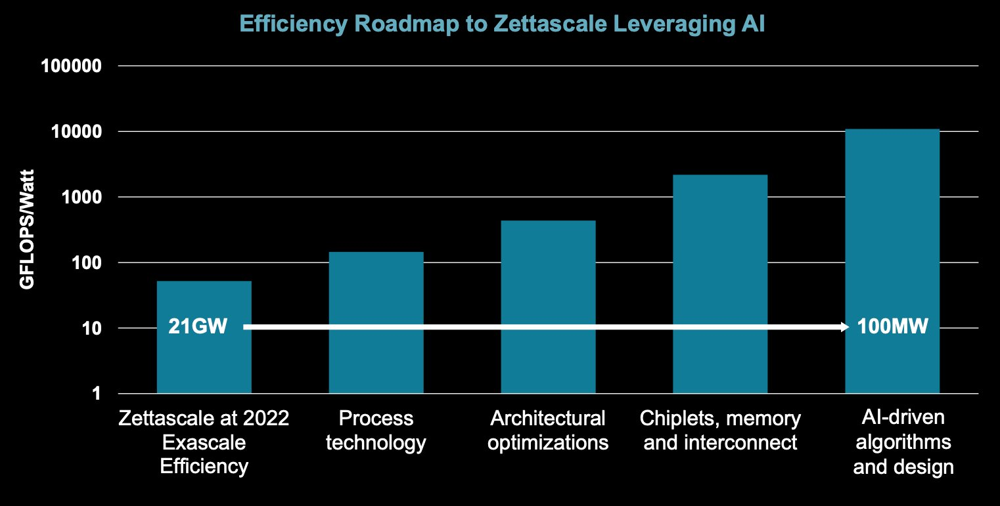 Efficiency Roadmap to Zettascale Leveraging AI
100000
10000
1000
100
10
1
GFLOPS/Watt
21GW
100MW
Zettascale at 2022
Exascale
Efficiency
Process
technology
Architectural
optimizations
Chiplets, memory
and interconnect
AI-driven
algorithms
and design